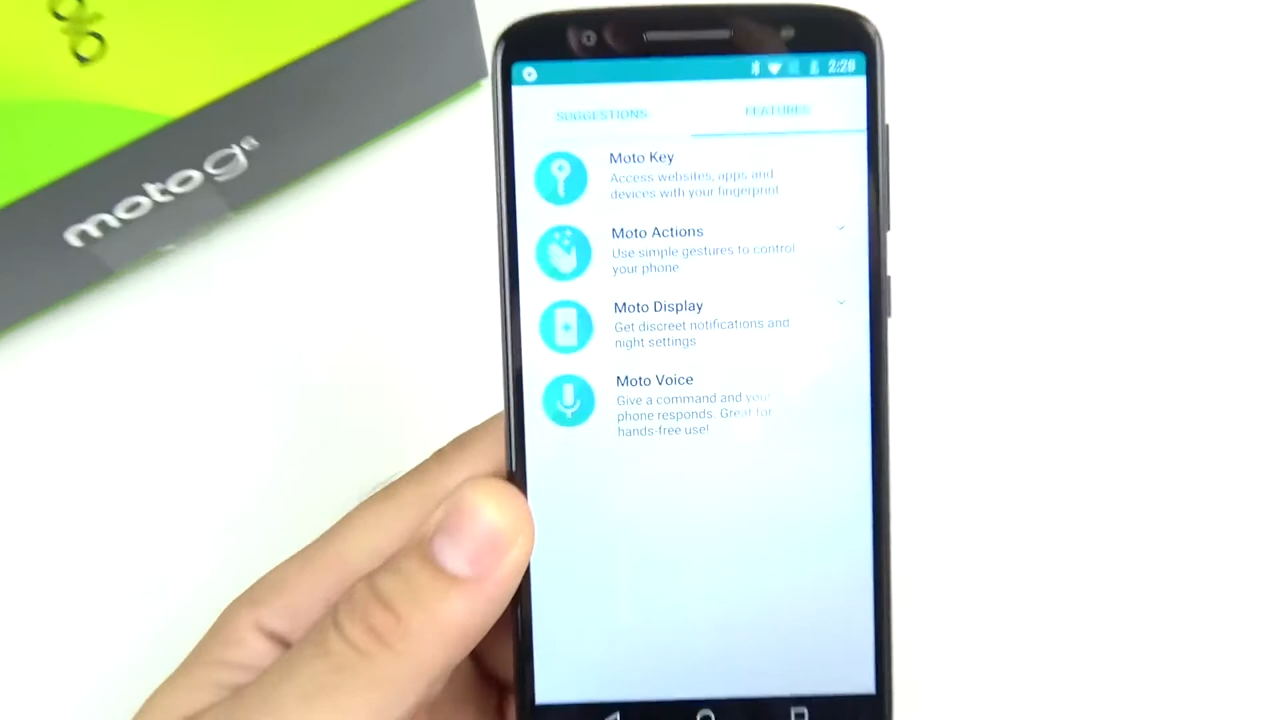 moto g6
2:28
SUGGESTIONS
FEATURES
Moto Key
Access websites, apps and
devices with your fingerprint
Moto Actions
Use simple gestures to control
your phone
Moto Display
Get discreet notifications and
night settings
Moto Voice
Give a command and your
phone responds. Great for
hands-free use!